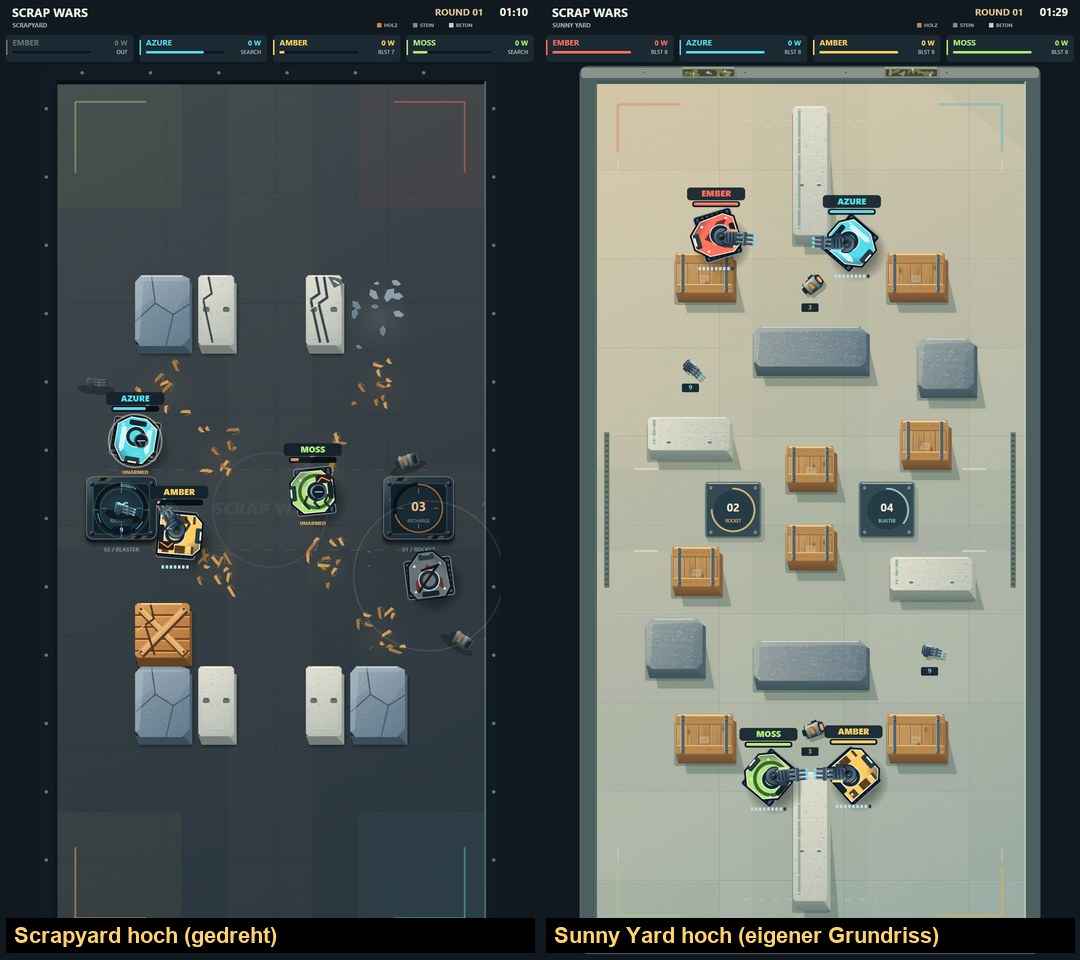 SCRAP WARS
SCRAPYARD
ROUND 01
01:10
HOLZ
STEIN
BETON
EMBER
0 W
OUT
AZURE
0 W
SEARCH
AMBER
0 W
BLST 7
MOSS
0 W
SEARCH
AZURE
UNARMED
MOSS
UNARMED
AMBER
9
02 / BLASTER
SCRAP W
03
RECHARGE
01 / ROCKET
Scrapyard hoch (gedreht)
SCRAP WARS
SUNNY YARD
ROUND 01
01:29
HOLZ
STEIN
BETON
EMBER
0 W
BLST 8
AZURE
0 W
BLST 8
AMBER
0 W
BLST 8
MOSS
0 W
BLST 8
EMBER
AZURE
3
9
02
ROCKET
04
BLASTER
9
MOSS
AMBER
3
Sunny Yard hoch (eigener Grundriss)